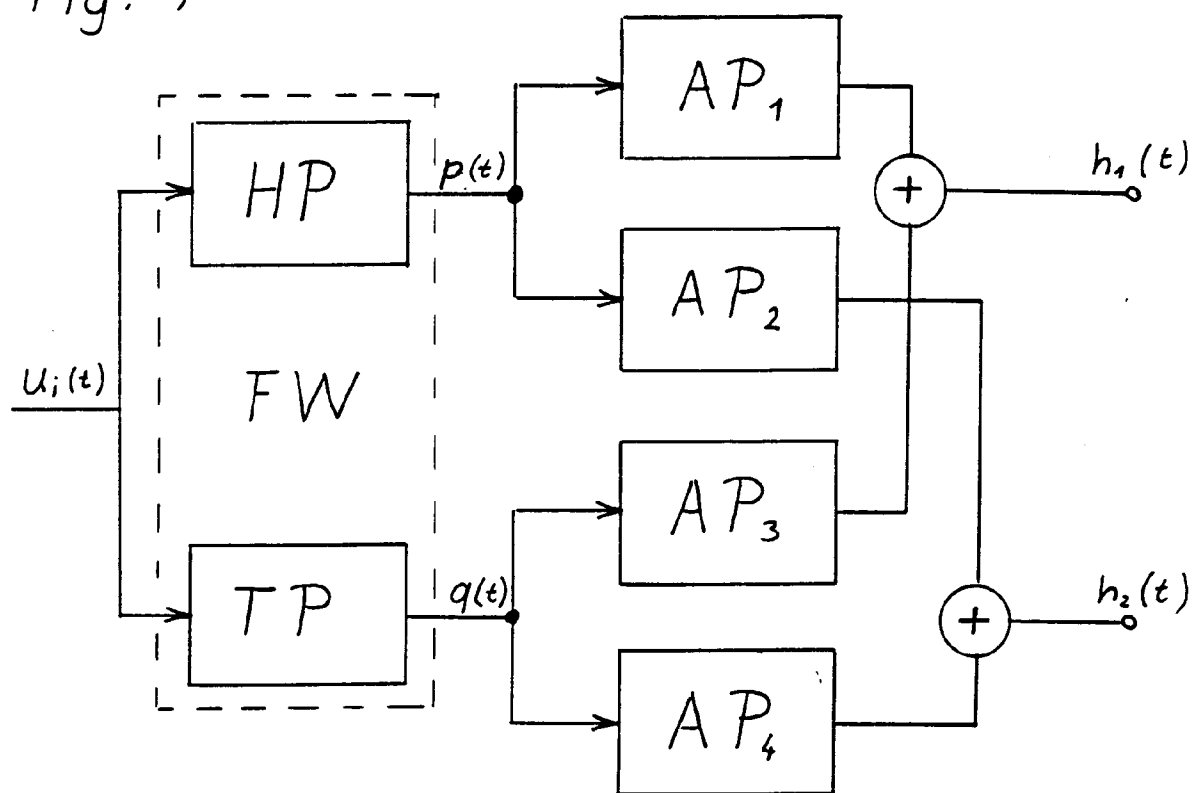 Fig. 1
AP₁
HP
p(t)
h₁(t)
AP₂
Uᵢ(t)
FW
AP₃
TP
q(t)
h₂(t)
AP₄
+
+